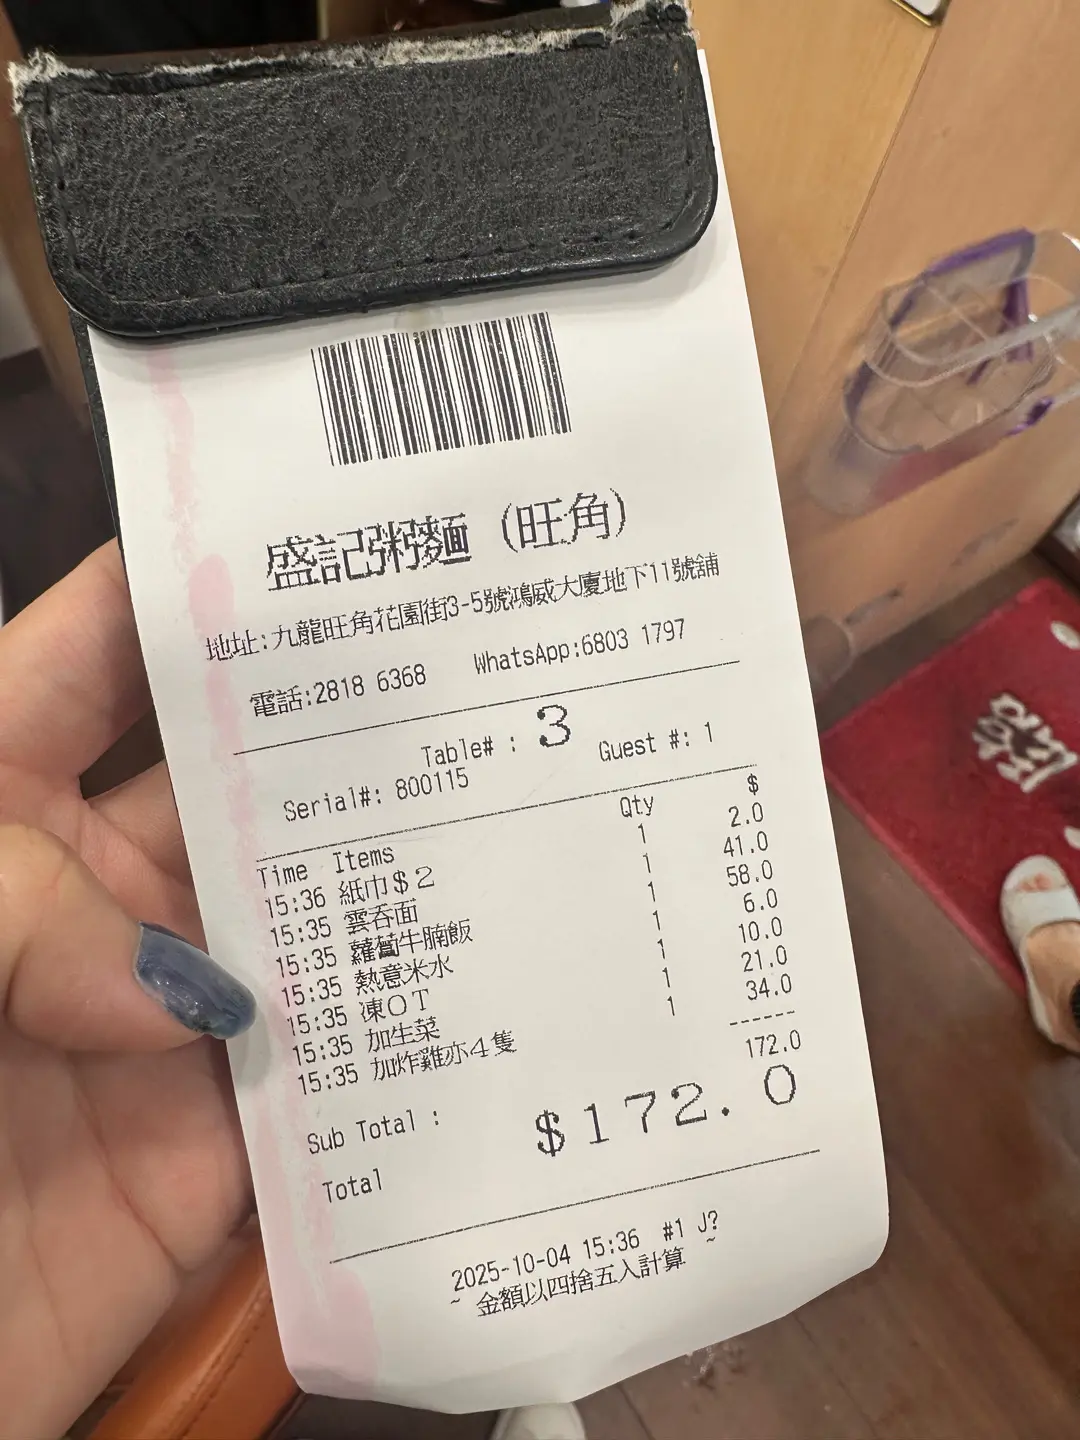 盛記粥麵 (旺角)
地址:九龍旺角花園街3-5號鴻威大廈地下11號舖
電話:2818 6368 WhatsApp:6803 1797
Table# : 3
Serial#: 800115 Guest #: 1
Time Items Qty $
15:36 紙巾$2 1 2.0
15:35 雲吞面 1 41.0
15:35 蘿蔔牛腩飯 1 58.0
15:35 熱意米水 1 6.0
15:35 凍OT 1 10.0
15:35 加生菜 1 21.0
15:35 加炸雞亦4隻 1 34.0
------
Sub Total : 172.0
Total $172.0
2025-10-04 15:36 #1 J?
~ 金額以四捨五入計算 ~